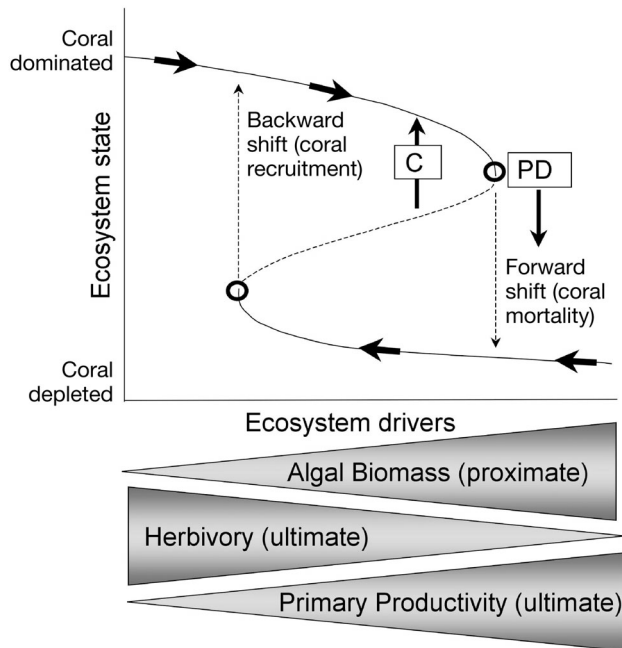 Coral
dominated
Ecosystem state
Backward
shift (coral
recruitment)
C
PD
Forward
shift (coral
mortality)
Coral
depleted
Ecosystem drivers
Algal Biomass (proximate)
Herbivory (ultimate)
Primary Productivity (ultimate)